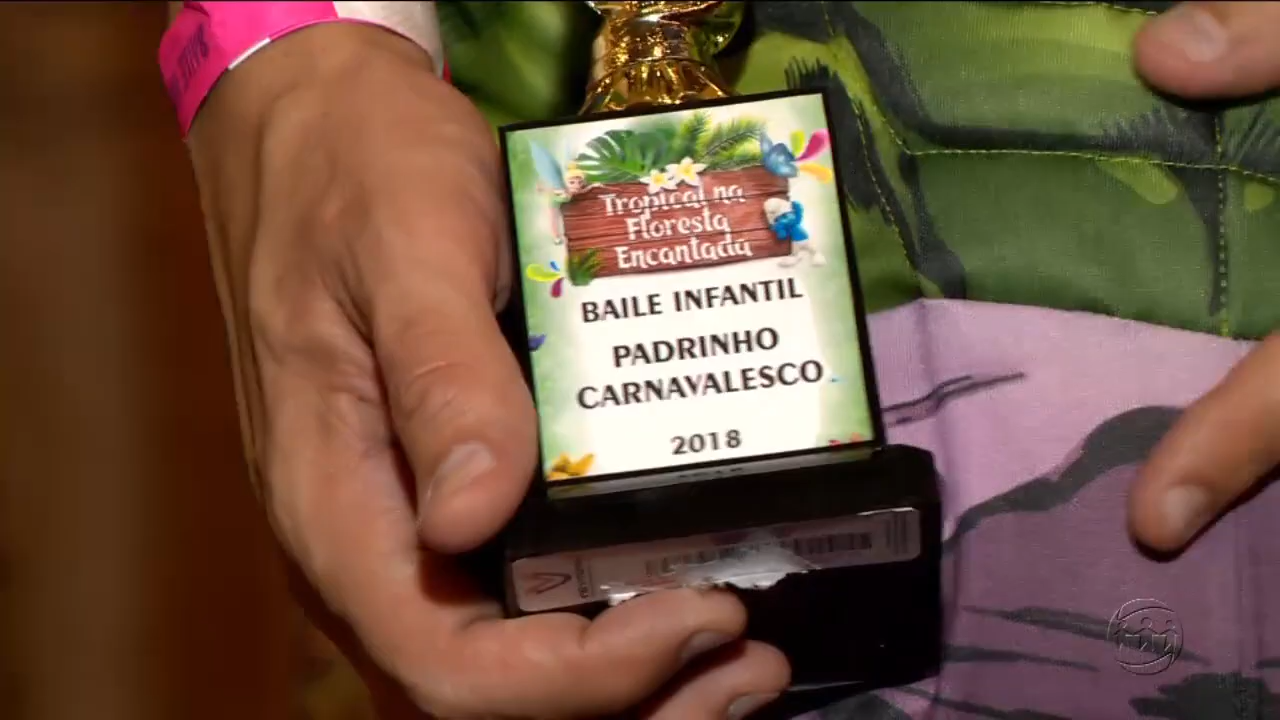 Tropical na
Floresta
Encantada
BAILE INFANTIL
PADRINHO
CARNAVALESCO
2018